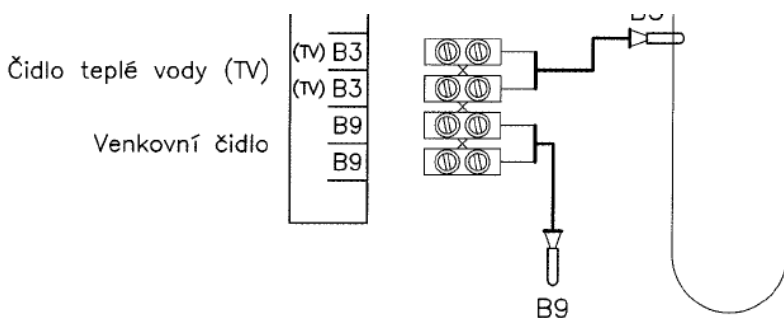 (TV) B3
Čidlo teplé vody (TV)
(TV) B3
B9
Venkovní čidlo
B9
B9